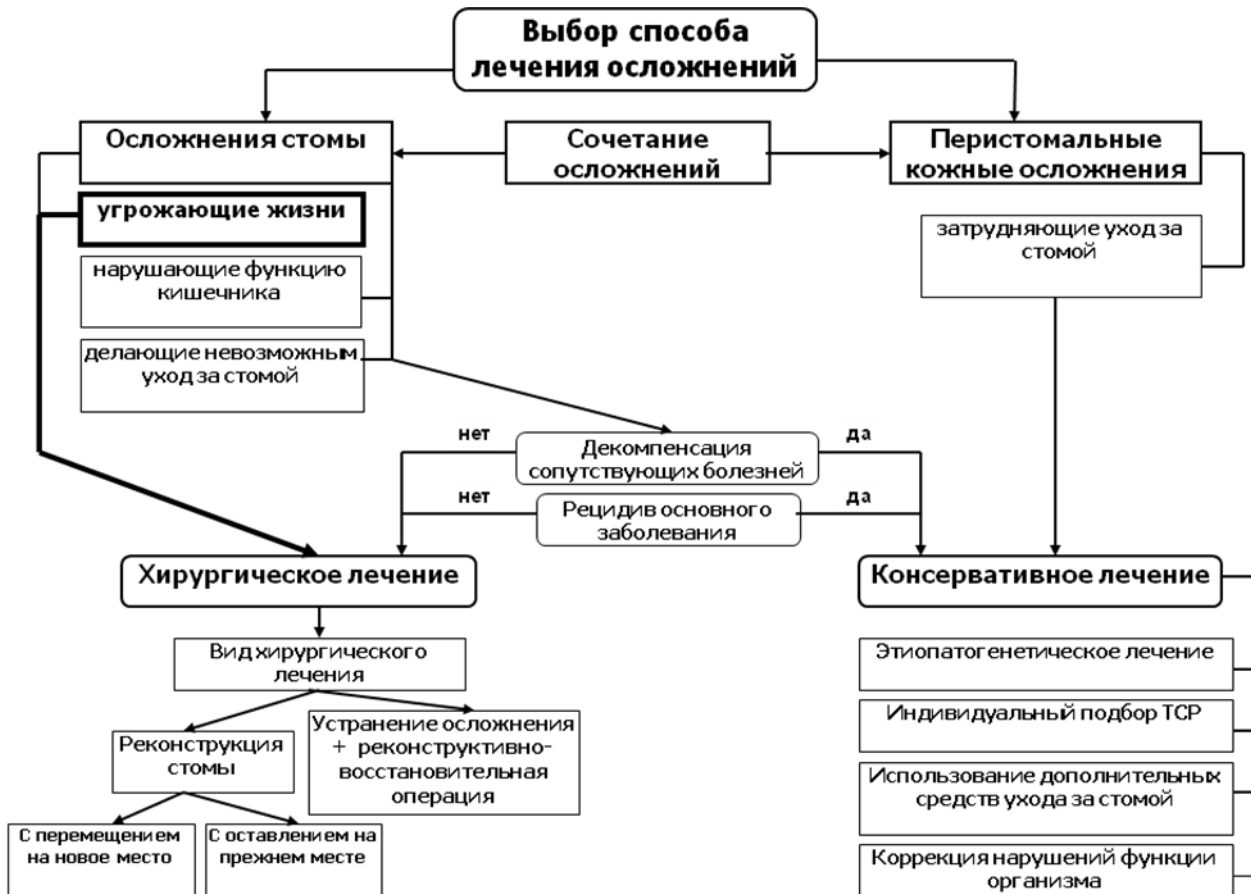 Выбор способа
лечения осложнений
Осложнения стомы
Сочетание
осложнений
Перистомальные
кожные осложнения
угрожающие жизни
затрудняющие уход за
стомой
нарушающие функцию
кишечника
делающие невозможным
уход за стомой
нет
Декомпенсация
сопутствующих болезней
да
нет
Рецидив основного
заболевания
да
Хирургическое лечение
Консервативное лечение
Вид хирургического
лечения
Этиопатогенетическое лечение
Реконструкция
стомы
Устранение осложнения
+ реконструктивно-
восстановительная
операция
Индивидуальный подбор ТСР
Использование дополнительных
средств ухода за стомой
С перемещением
на новое место
С оставлением на
прежнем месте
Коррекция нарушений функции
организма